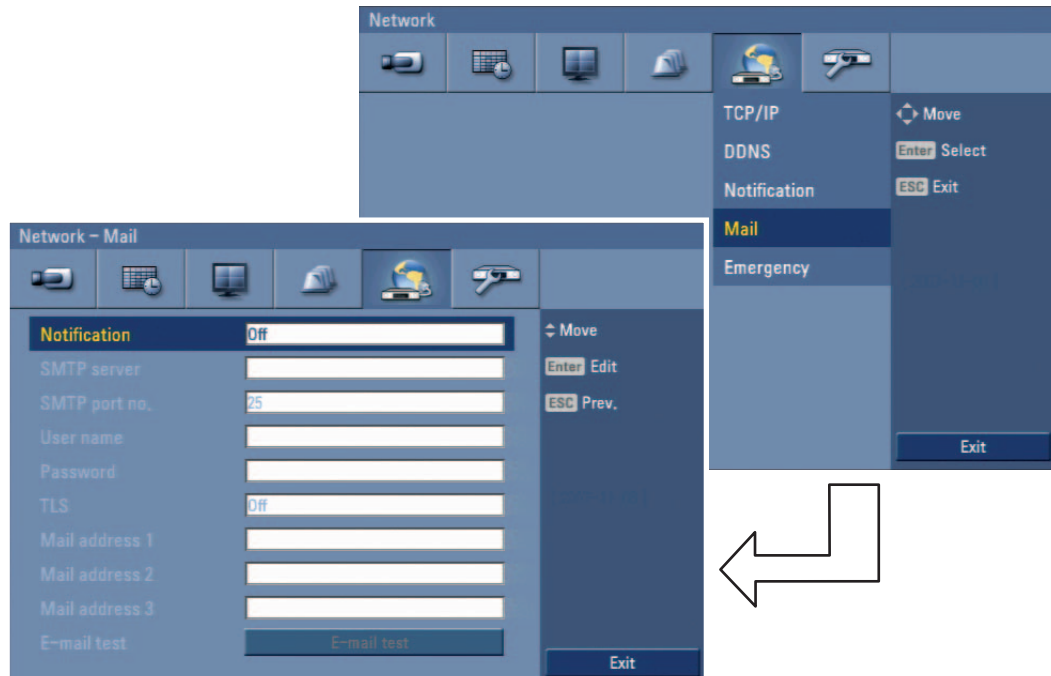 Network
TCP/IP
DDNS
Notification
Mail
Emergency
Move
Enter Select
ESC Exit
Exit
Network - Mail
Notification Off
SMTP server
SMTP port no. 25
User name
Password
TLS Off
Mail address 1
Mail address 2
Mail address 3
E-mail test E-mail test
Move
Enter Edit
ESC Prev.
Exit